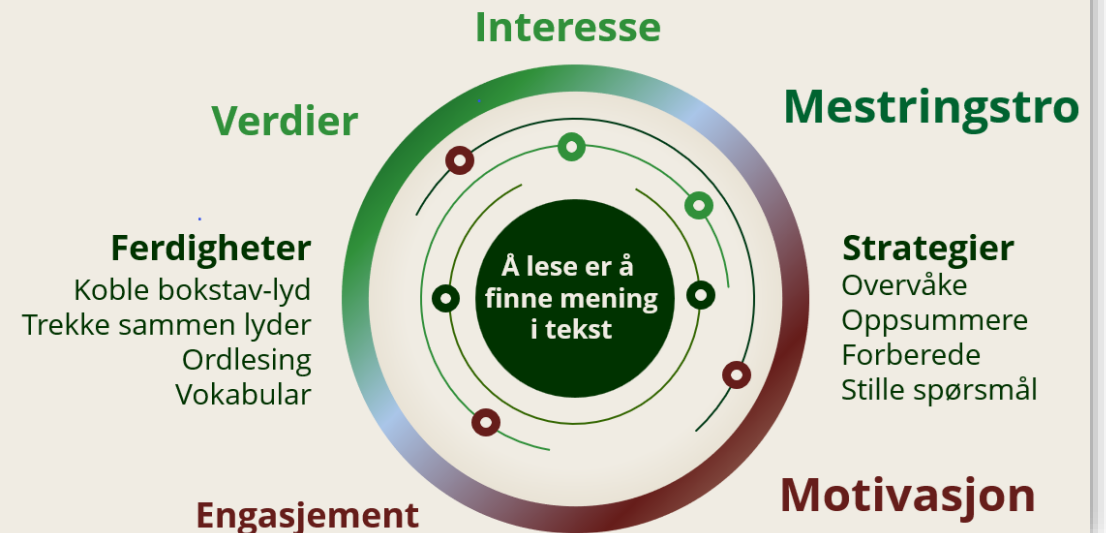 Interesse
Verdier
Mestringstro
Ferdigheter
Koble bokstav-lyd
Trekke sammen lyder
Ordlesing
Vokabular
Å lese er å
finne mening
i tekst
Strategier
Overvåke
Oppsummere
Forberede
Stille spørsmål
Engasjement
Motivasjon